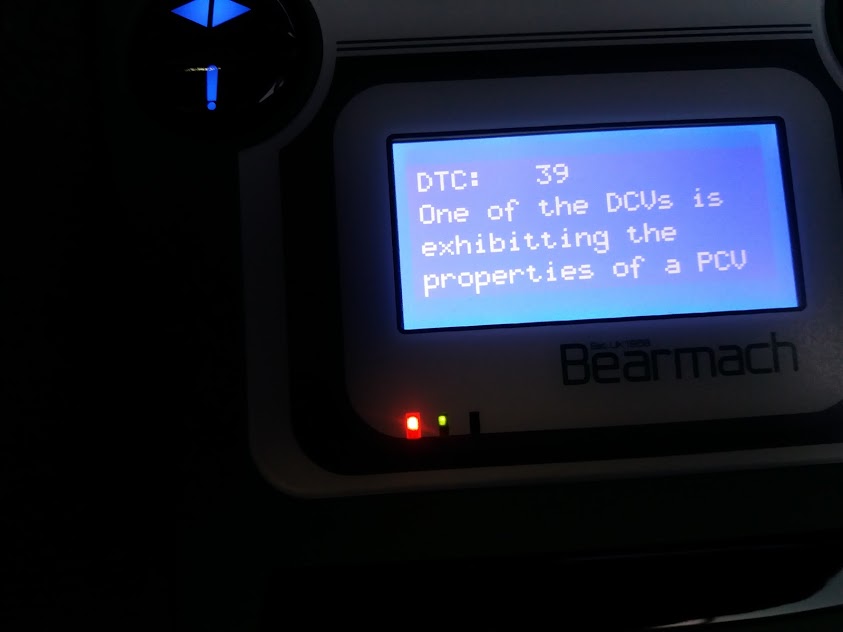 DTC: 39
One of the DCVs is
exhibitting the
properties of a PCV
Bearmach